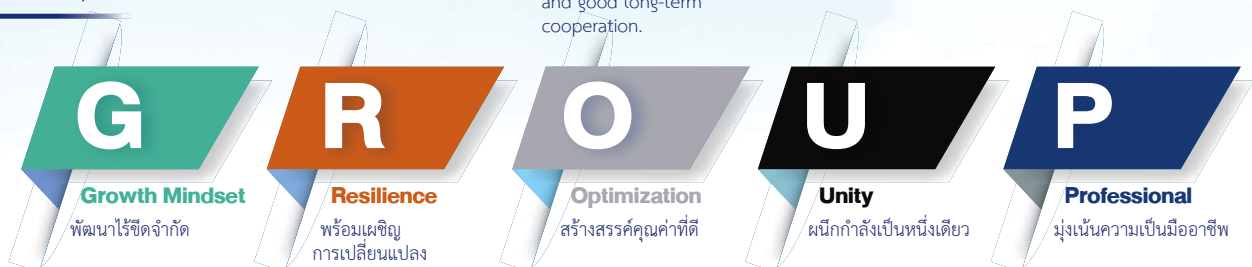 and good long-term
cooperation.
G
Growth Mindset
พัฒนาไร้ขีดจำกัด
R
Resilience
พร้อมเผชิญ
การเปลี่ยนแปลง
O
Optimization
สร้างสรรค์คุณค่าที่ดี
U
Unity
ผนึกกำลังเป็นหนึ่งเดียว
P
Professional
มุ่งเน้นความเป็นมืออาชีพ